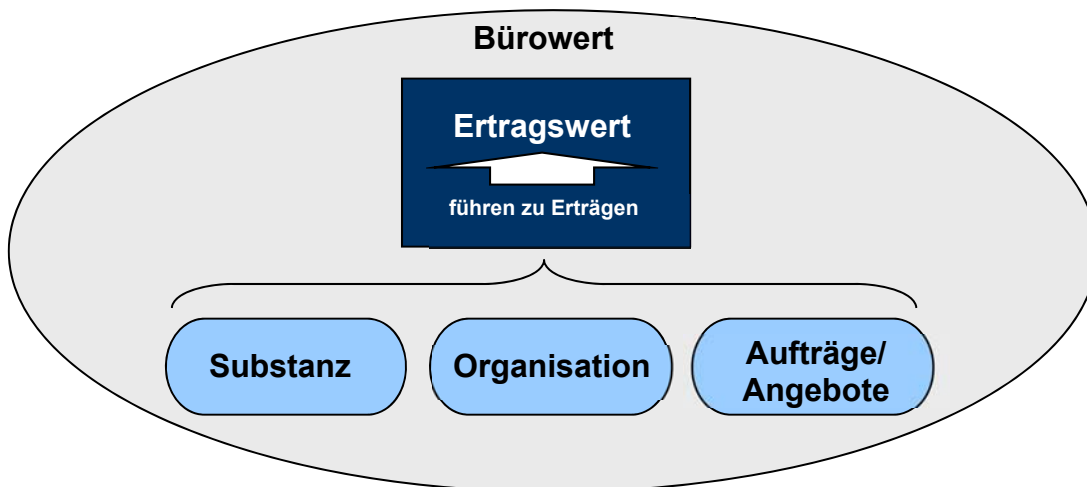 Bürowert
Ertragswert
führen zu Erträgen
Substanz
Organisation
Aufträge/
Angebote